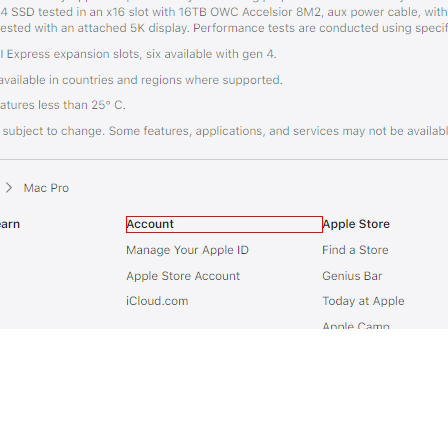 4 SSD tested in an x16 slot with 16TB OWC Accelsior 8M2, aux power cable, with
ested with an attached 5K display. Performance tests are conducted using specif
I Express expansion slots, six available with gen 4.
available in countries and regions where supported.
atures less than 25° C.
subject to change. Some features, applications, and services may not be availabl
Mac Pro
earn
Account
Apple Store
Manage Your Apple ID
Find a Store
Apple Store Account
Genius Bar
iCloud.com
Today at Apple
Apple Camp